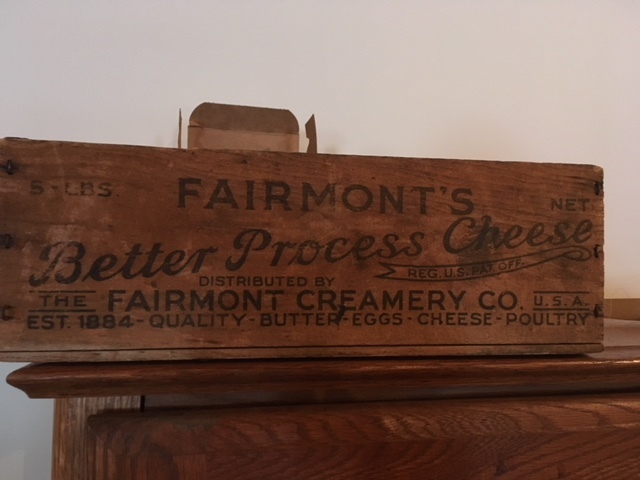 5-LBS. FAIRMONT'S NET.
Better Process Cheese
REG. U.S. PAT. OFF.
DISTRIBUTED BY
THE FAIRMONT CREAMERY CO. U.S.A.
EST. 1884 - QUALITY - BUTTER - EGGS - CHEESE - POULTRY